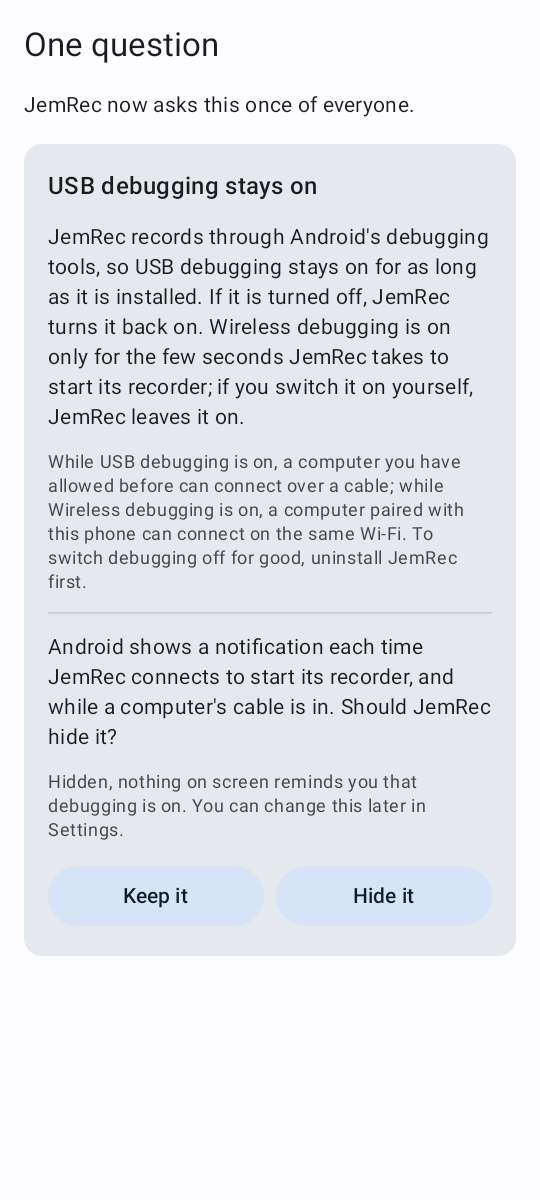 One question
JemRec now asks this once of everyone.
USB debugging stays on
JemRec records through Android's debugging
tools, so USB debugging stays on for as long
as it is installed. If it is turned off, JemRec
turns it back on. Wireless debugging is on
only for the few seconds JemRec takes to
start its recorder; if you switch it on yourself,
JemRec leaves it on.
While USB debugging is on, a computer you have
allowed before can connect over a cable; while
Wireless debugging is on, a computer paired with
this phone can connect on the same Wi-Fi. To
switch debugging off for good, uninstall JemRec
first.
Android shows a notification each time
JemRec connects to start its recorder, and
while a computer's cable is in. Should JemRec
hide it?
Hidden, nothing on screen reminds you that
debugging is on. You can change this later in
Settings.
Keep it
Hide it